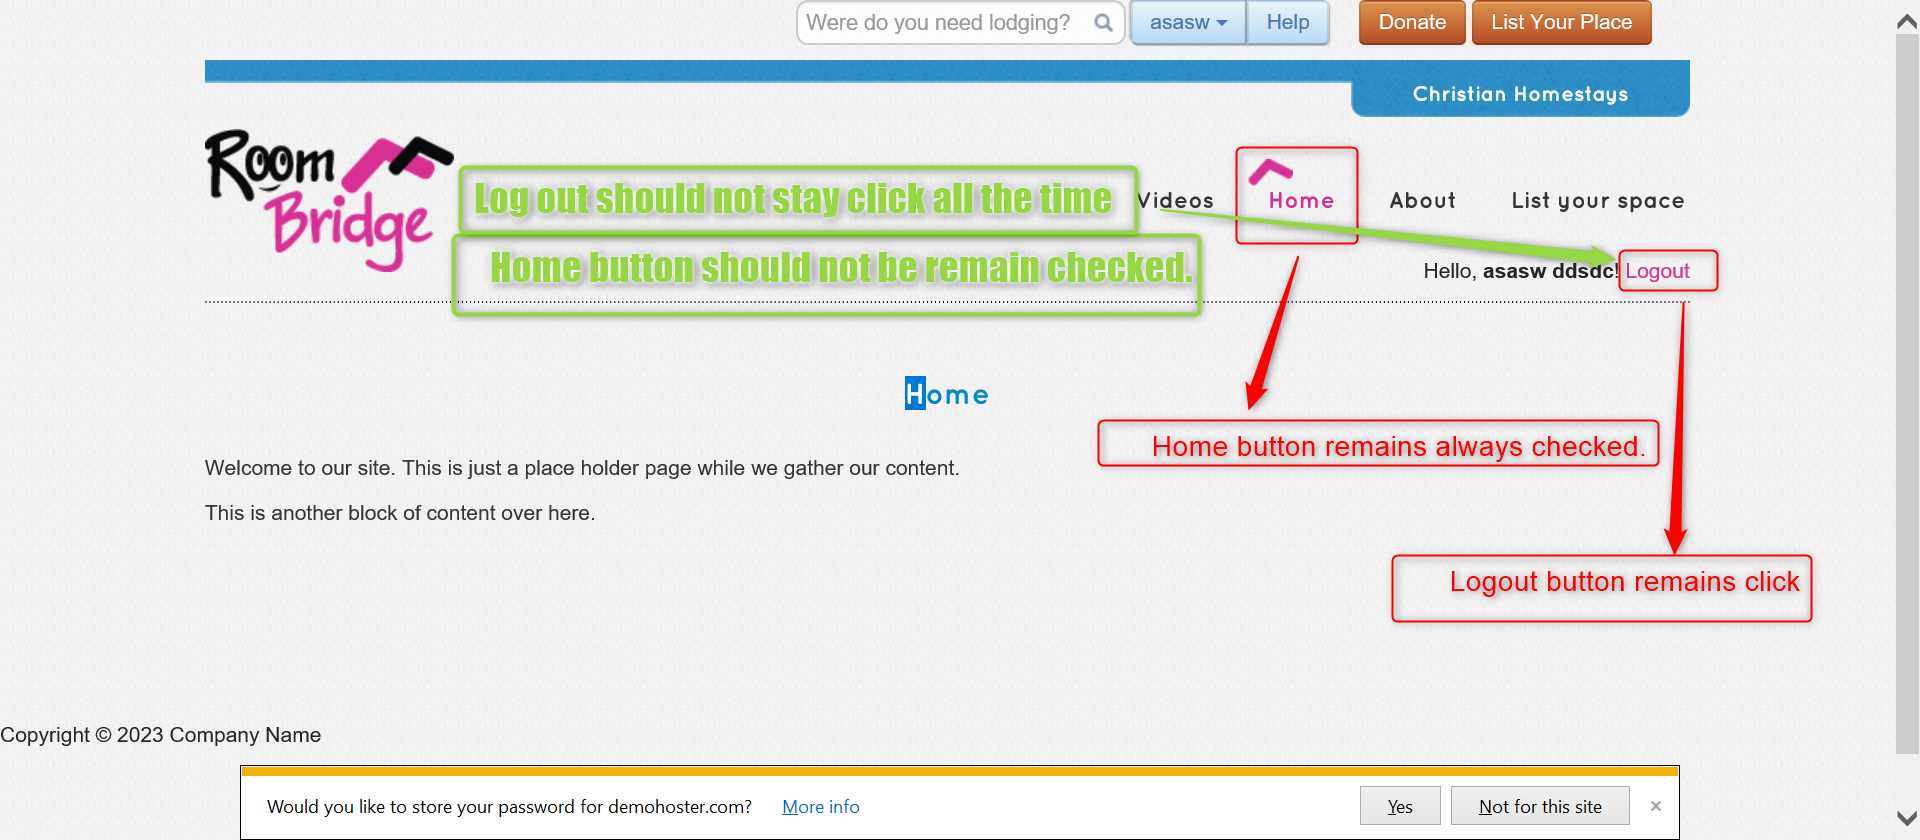 Were do you need lodging?
asasw
Help
Donate
List Your Place
Christian Homestays
Room
Bridge
Log out should not stay click all the time
Videos
Home
About
List your space
Home button should not be remain checked.
Hello, asasw ddsdc! Logout
Home
Home button remains always checked.
Welcome to our site. This is just a place holder page while we gather our content.
This is another block of content over here.
Logout button remains click
Copyright © 2023 Company Name
Would you like to store your password for demohoster.com?
More info
Yes
Not for this site